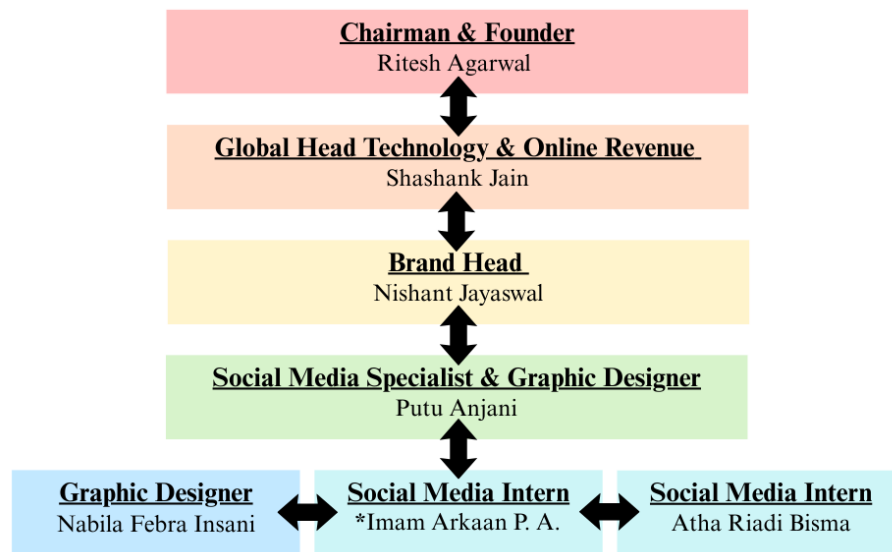 Chairman & Founder
Ritesh Agarwal
Global Head Technology & Online Revenue
Shashank Jain
Brand Head
Nishant Jayaswal
Social Media Specialist & Graphic Designer
Putu Anjani
Graphic Designer
Nabila Febra Insani
Social Media Intern
*Imam Arkaan P. A.
Social Media Intern
Atha Riadi Bisma